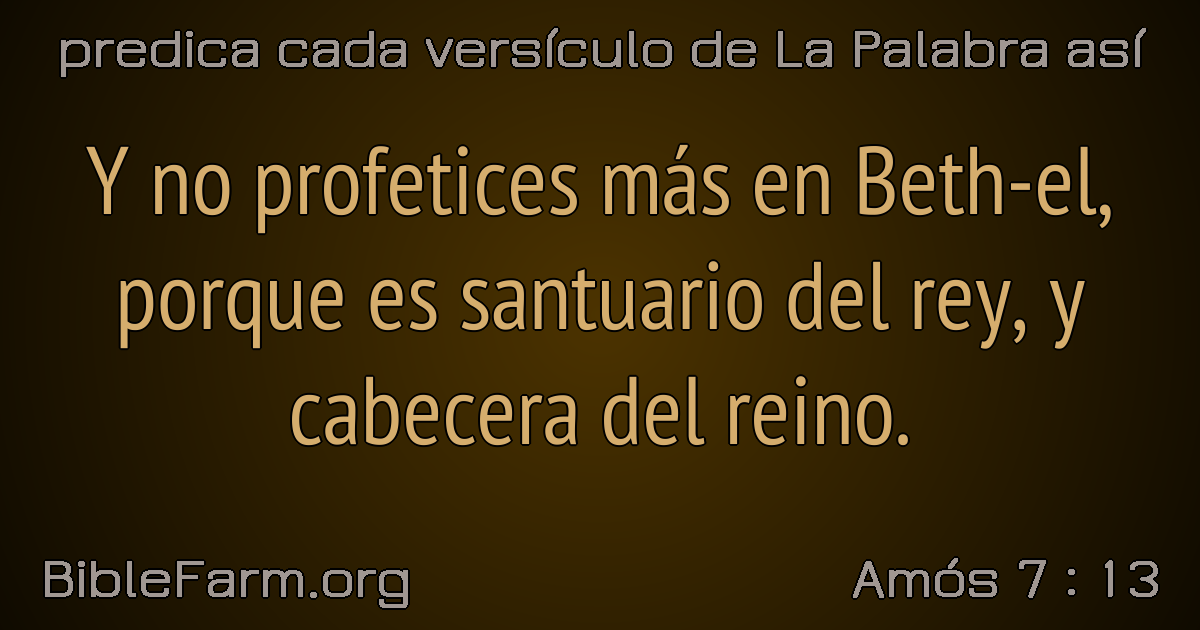 predica cada versículo de La Palabra así
Y no profetices más en Beth-el,
porque es santuario del rey, y
cabecera del reino.
BibleFarm.org
Amós 7 : 13